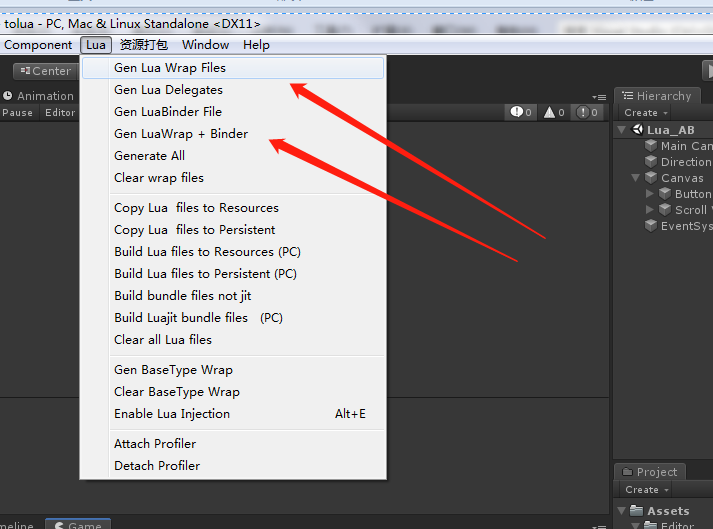 tolua - PC, Mac & Linux Standalone <DX11>
Component Lua 资源打包 Window Help
Center
Animation
Pause Editor
0 0 0
Gen Lua Wrap Files
Gen Lua Delegates
Gen LuaBinder File
Gen LuaWrap + Binder
Generate All
Clear wrap files
Copy Lua  files to Resources
Copy Lua  files to Persistent
Build Lua files to Resources (PC)
Build Lua files to Persistent (PC)
Build bundle files not jit
Build Luajit bundle files   (PC)
Clear all Lua files
Gen BaseType Wrap
Clear BaseType Wrap
Enable Lua Injection Alt+E
Attach Profiler
Detach Profiler
Hierarchy
Create
Lua_AB
Main Can
Direction
Canvas
Button
Scroll V
EventSys
Project
Create
Assets
Editor
meline
Game